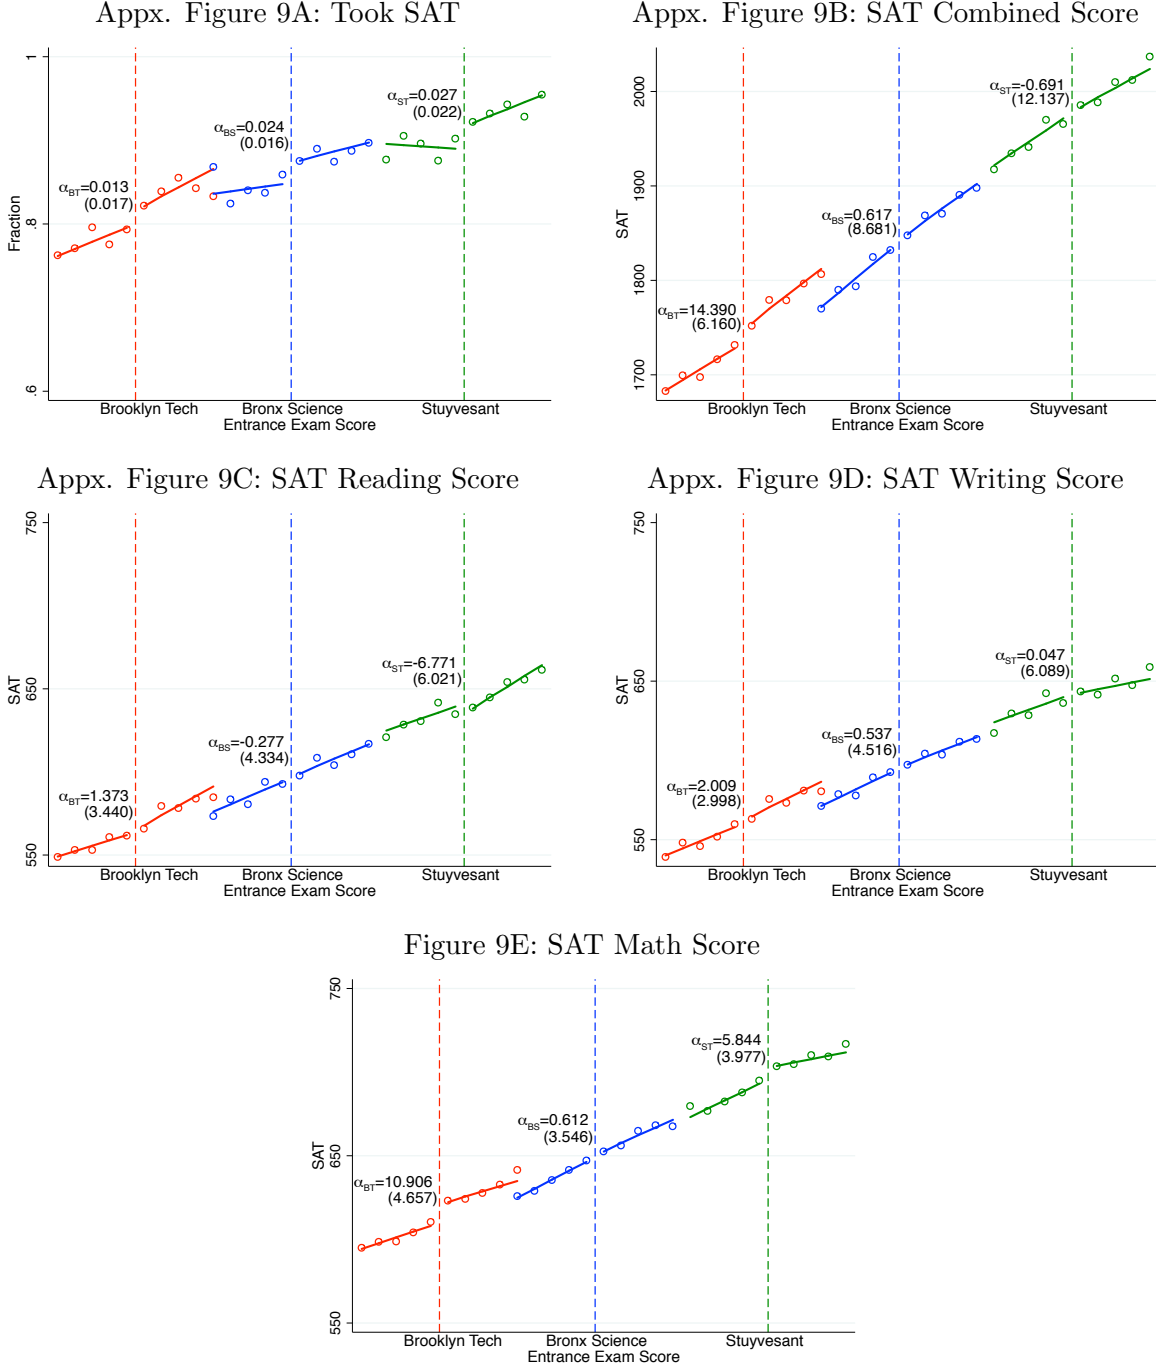 Appx. Figure 9A: Took SAT
Fraction
1
.8
.6
αBT=0.013
(0.017)
αBS=0.024
(0.016)
αST=0.027
(0.022)
Brooklyn Tech
Bronx Science
Stuyvesant
Entrance Exam Score
Appx. Figure 9B: SAT Combined Score
SAT
2000
1900
1800
1700
αBT=14.390
(6.160)
αBS=0.617
(8.681)
αST=-0.691
(12.137)
Brooklyn Tech
Bronx Science
Stuyvesant
Entrance Exam Score
Appx. Figure 9C: SAT Reading Score
SAT
750
650
550
αBT=1.373
(3.440)
αBS=-0.277
(4.334)
αST=-6.771
(6.021)
Brooklyn Tech
Bronx Science
Stuyvesant
Entrance Exam Score
Appx. Figure 9D: SAT Writing Score
SAT
750
650
550
αBT=2.009
(2.998)
αBS=0.537
(4.516)
αST=0.047
(6.089)
Brooklyn Tech
Bronx Science
Stuyvesant
Entrance Exam Score
Figure 9E: SAT Math Score
SAT
750
650
550
αBT=10.906
(4.657)
αBS=0.612
(3.546)
αST=5.844
(3.977)
Brooklyn Tech
Bronx Science
Stuyvesant
Entrance Exam Score